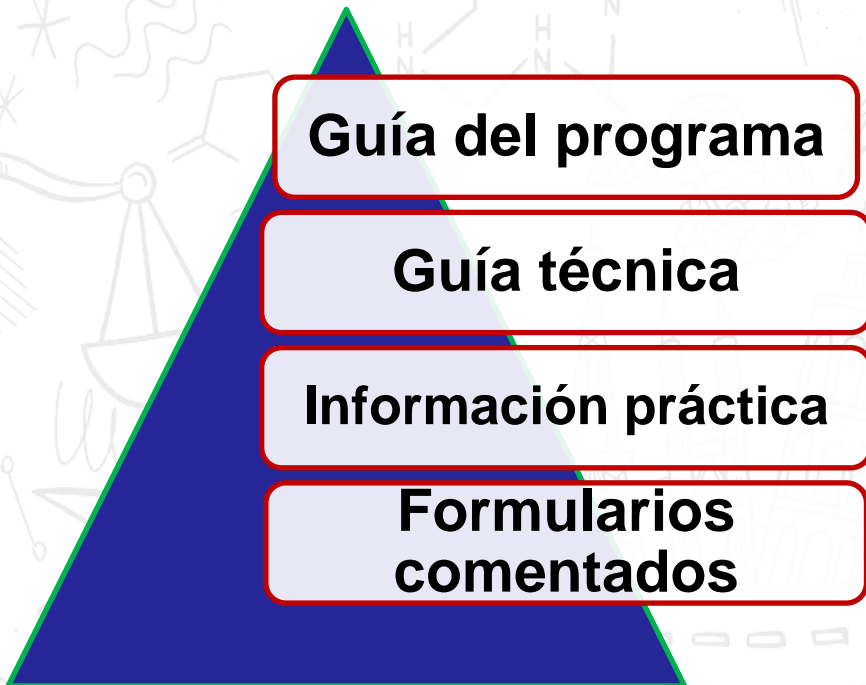 Guía del programa
Guía técnica
Información práctica
Formularios
comentados
H
N
H
N
N